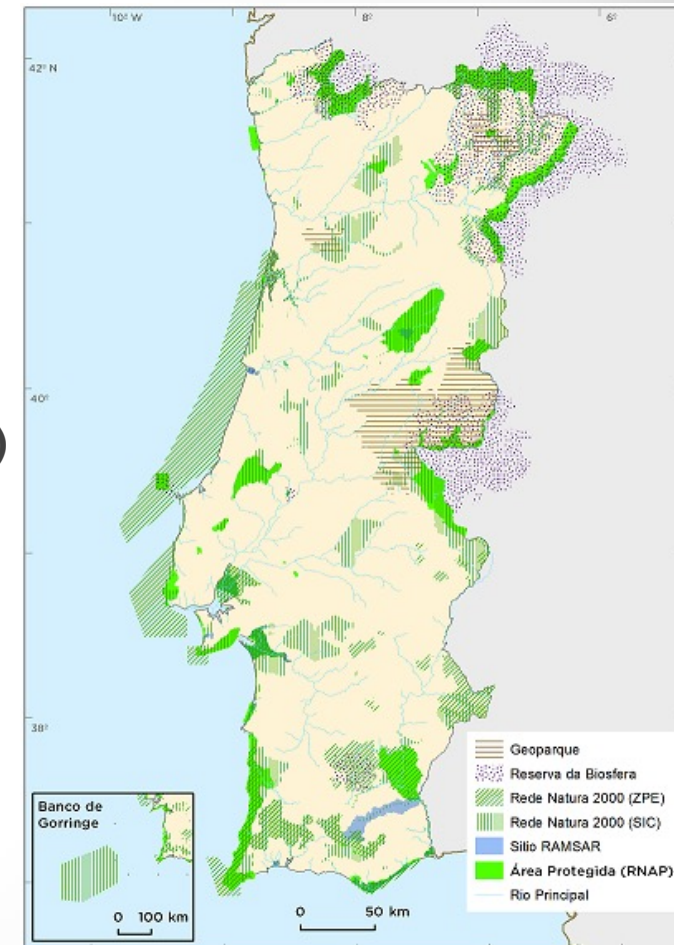 10° W
8°
6°
42° N
40°
38°
Geoparque
Reserva da Biosfera
Rede Natura 2000 (ZPE)
Rede Natura 2000 (SIC)
Sítio RAMSAR
Área Protegida (RNAP)
Rio Principal
Banco de
Gorringe
0 100 km
0 50 km